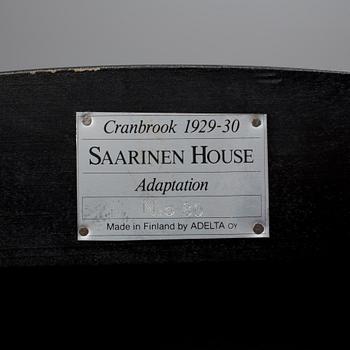 Cranbrook 1929-30
SAARINEN HOUSE
Adaptation
Made in Finland by ADELTA OY